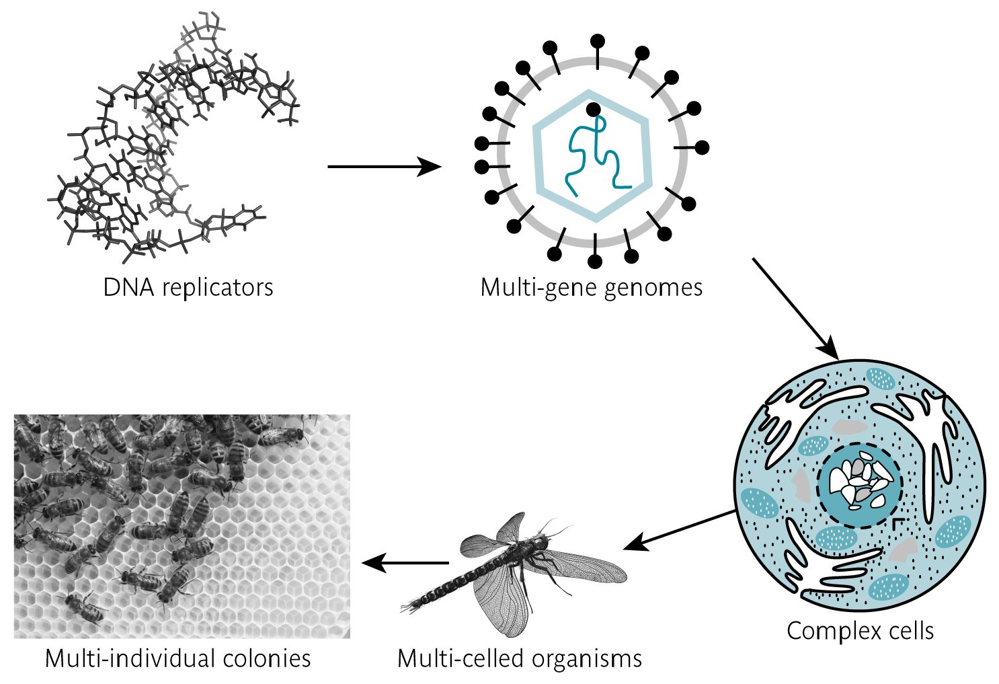 DNA replicators
Multi-gene genomes
Complex cells
Multi-celled organisms
Multi-individual colonies